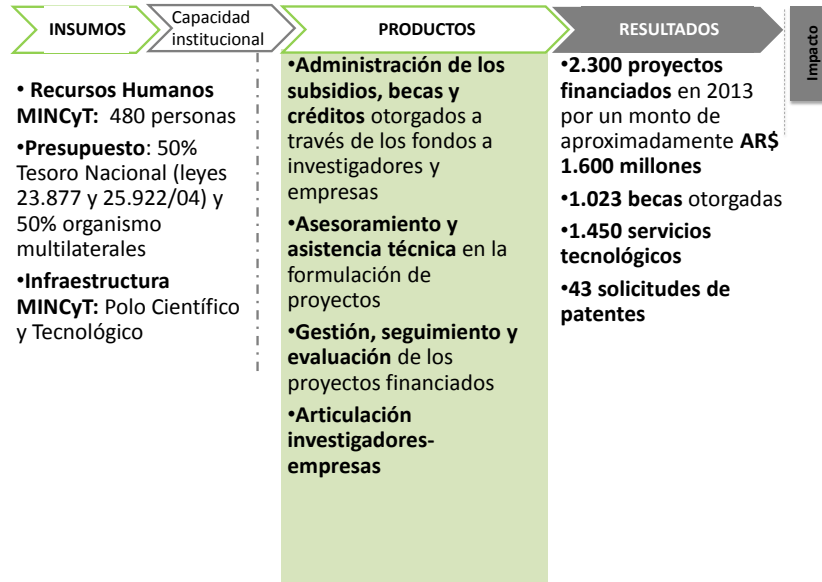 INSUMOS
Capacidad
institucional
PRODUCTOS
RESULTADOS
Impacto
• Recursos Humanos
MINCyT: 480 personas
•Presupuesto: 50%
Tesoro Nacional (leyes
23.877 y 25.922/04) y
50% organismo
multilaterales
•Infraestructura
MINCyT: Polo Científico
y Tecnológico
•Administración de los
subsidios, becas y
créditos otorgados a
través de los fondos a
investigadores y
empresas
•Asesoramiento y
asistencia técnica en la
formulación de
proyectos
•Gestión, seguimiento y
evaluación de los
proyectos financiados
•Articulación
investigadores-
empresas
•2.300 proyectos
financiados en 2013
por un monto de
aproximadamente AR$
1.600 millones
•1.023 becas otorgadas
•1.450 servicios
tecnológicos
•43 solicitudes de
patentes